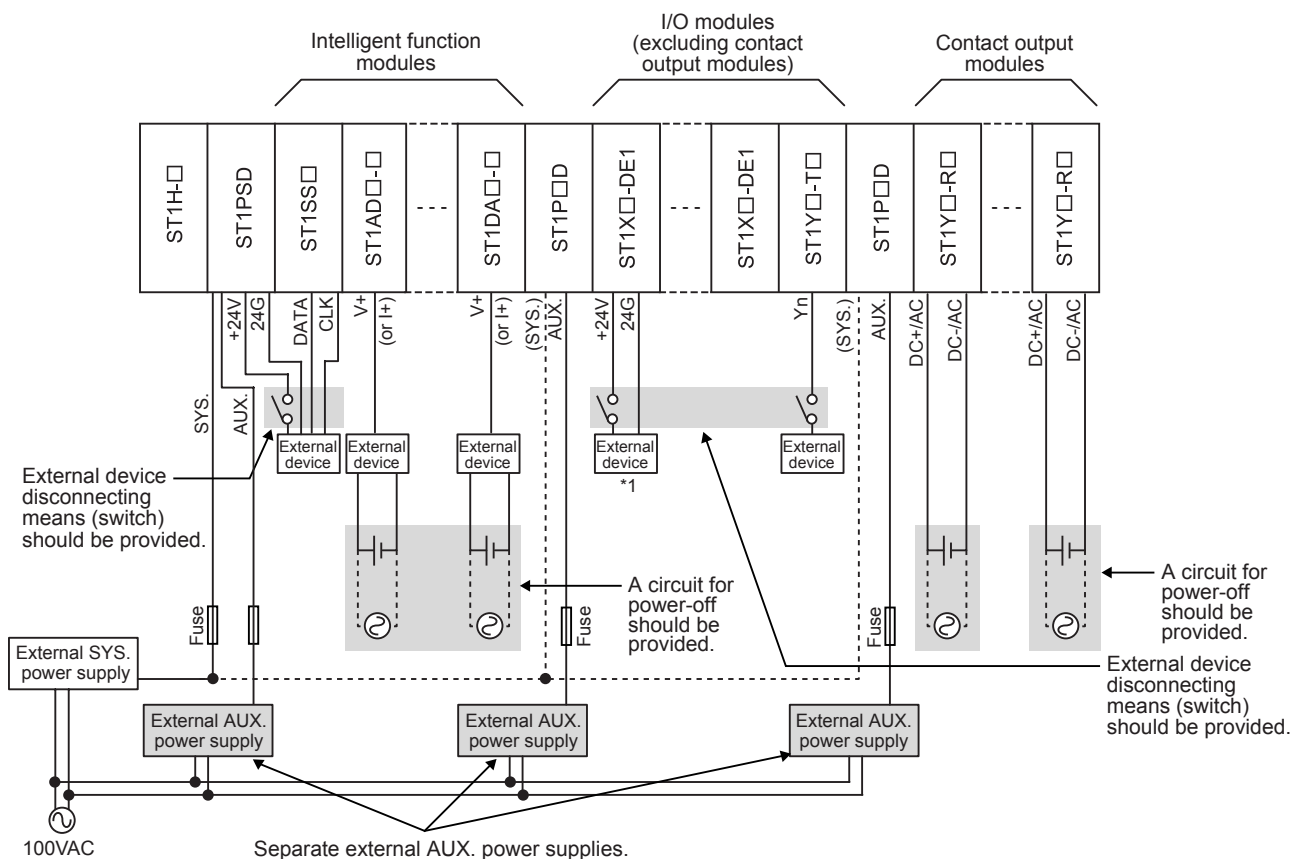 Intelligent function
modules
I/O modules
(excluding contact
output modules)
Contact output
modules
ST1H-□
ST1PSD
ST1SS□
ST1AD□-□
ST1DA□-□
ST1P□D
ST1X□-DE1
ST1X□-DE1
ST1Y□-T□
ST1P□D
ST1Y□-R□
ST1Y□-R□
SYS.
+24V
AUX.
24G
DATA
CLK
V+
(or I+)
V+
(or I+)
(SYS.)
AUX.
+24V
24G
Yn
(SYS.)
AUX.
DC+/AC
DC-/AC
DC+/AC
DC-/AC
External
device
External
device
External
device
External
device
*1
External
device
External device
disconnecting
means (switch)
should be provided.
A circuit for
power-off
should be
provided.
A circuit for
power-off
should be
provided.
External device
disconnecting
means (switch)
should be provided.
Fuse
Fuse
Fuse
External SYS.
power supply
External AUX.
power supply
External AUX.
power supply
External AUX.
power supply
100VAC
Separate external AUX. power supplies.